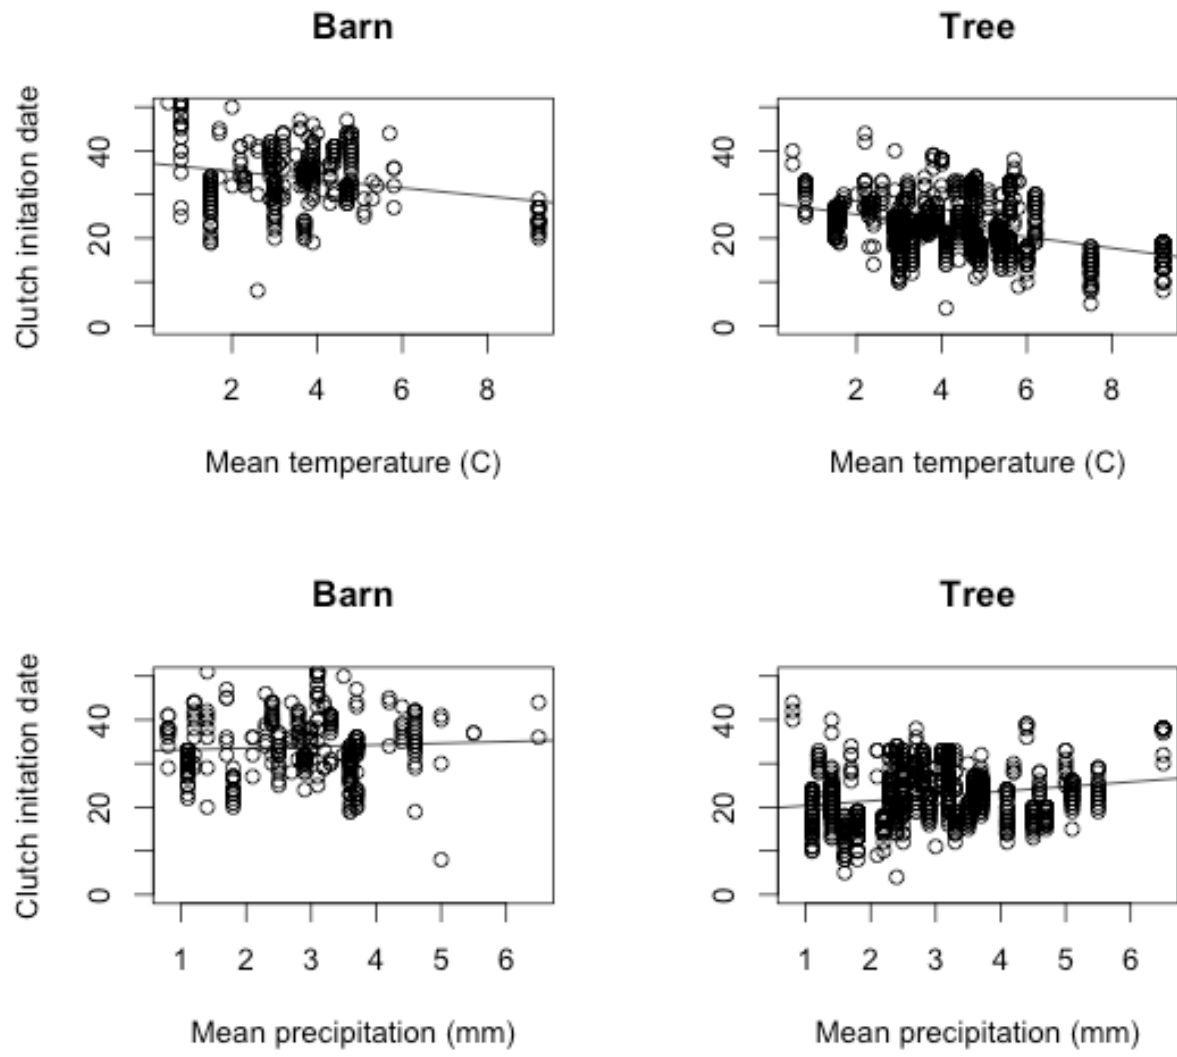 Barn
Tree
Clutch initation date
40
20
0
40
20
0
2 4 6 8
2 4 6 8
Mean temperature (C)
Mean temperature (C)
Barn
Tree
Clutch initation date
40
20
0
40
20
0
1 2 3 4 5 6
1 2 3 4 5 6
Mean precipitation (mm)
Mean precipitation (mm)